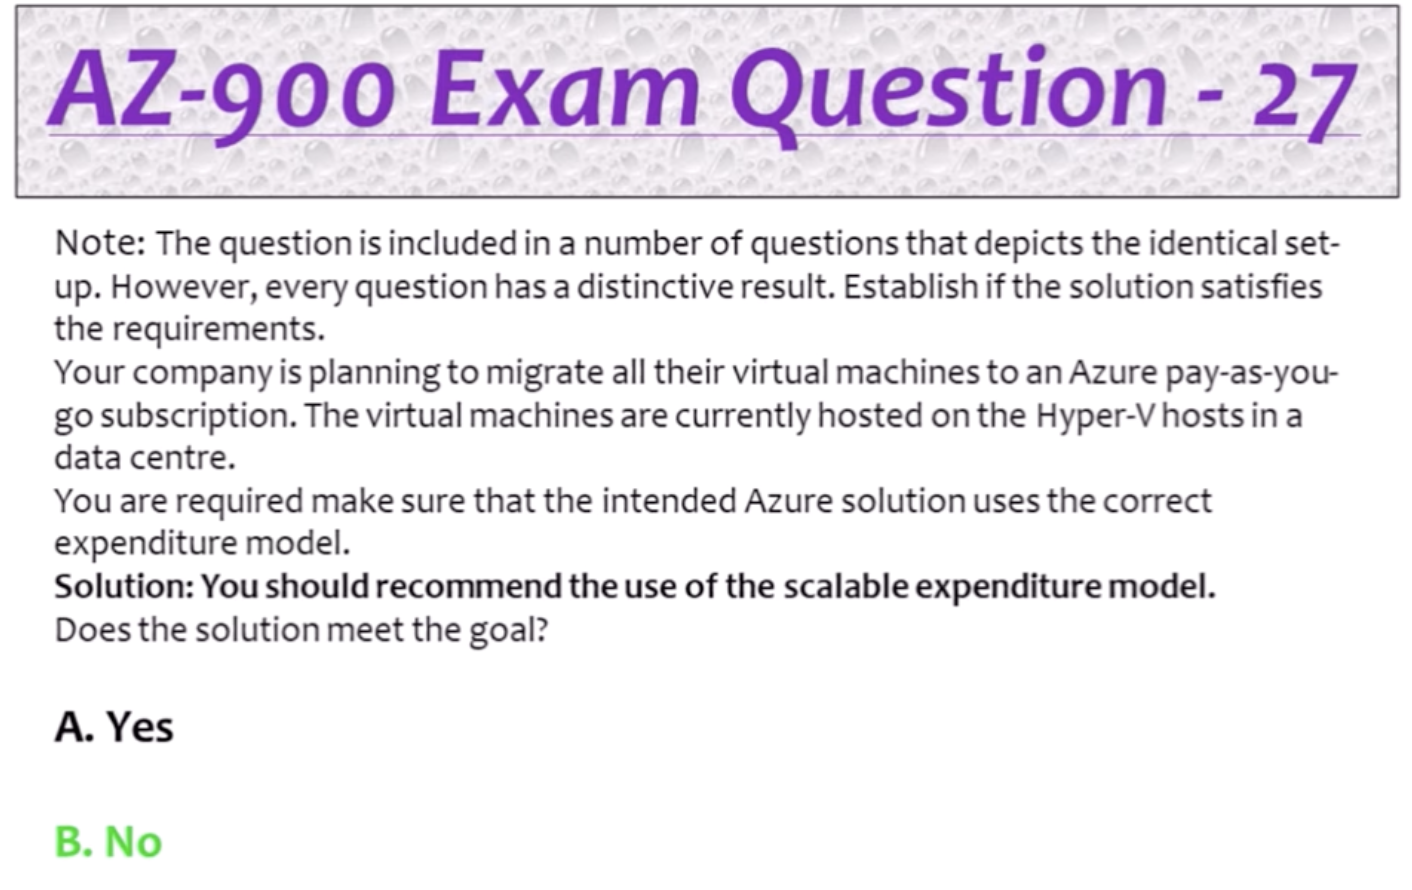 AZ-900 Exam Question - 27
Note: The question is included in a number of questions that depicts the identical set-
up. However, every question has a distinctive result. Establish if the solution satisfies
the requirements.
Your company is planning to migrate all their virtual machines to an Azure pay-as-you-
go subscription. The virtual machines are currently hosted on the Hyper-V hosts in a
data centre.
You are required make sure that the intended Azure solution uses the correct
expenditure model.
Solution: You should recommend the use of the scalable expenditure model.
Does the solution meet the goal?
A. Yes
B. No